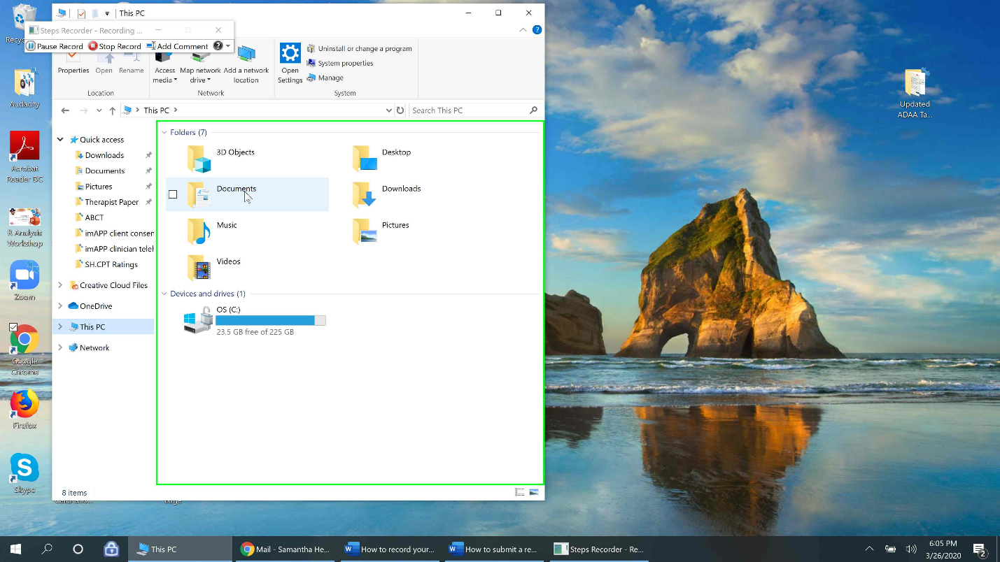 This PC
Steps Recorder - Recording ...
Pause Record
Stop Record
Add Comment
Properties
Open
Rename
Access media
Map network drive
Add a network location
Open Settings
Uninstall or change a program
System properties
Manage
Location
Network
System
This PC
Search This PC
Quick access
Downloads
Documents
Pictures
Therapist Paper
ABCT
imAPP client consen
imAPP clinician teleh
SH.CPT Ratings
Creative Cloud Files
OneDrive
This PC
Network
Folders (7)
3D Objects
Desktop
Documents
Downloads
Music
Pictures
Videos
Devices and drives (1)
OS (C:)
23.5 GB free of 225 GB
8 items
Audacity
Acrobat
Reader DC
R Analysis
Workshop
Zoom
Google
Chrome
Firefox
Skype
Updated
ADAA Ta...
This PC
Mail - Samantha He...
How to record your...
How to submit a re...
Steps Recorder - Re...
6:05 PM
3/26/2020
2